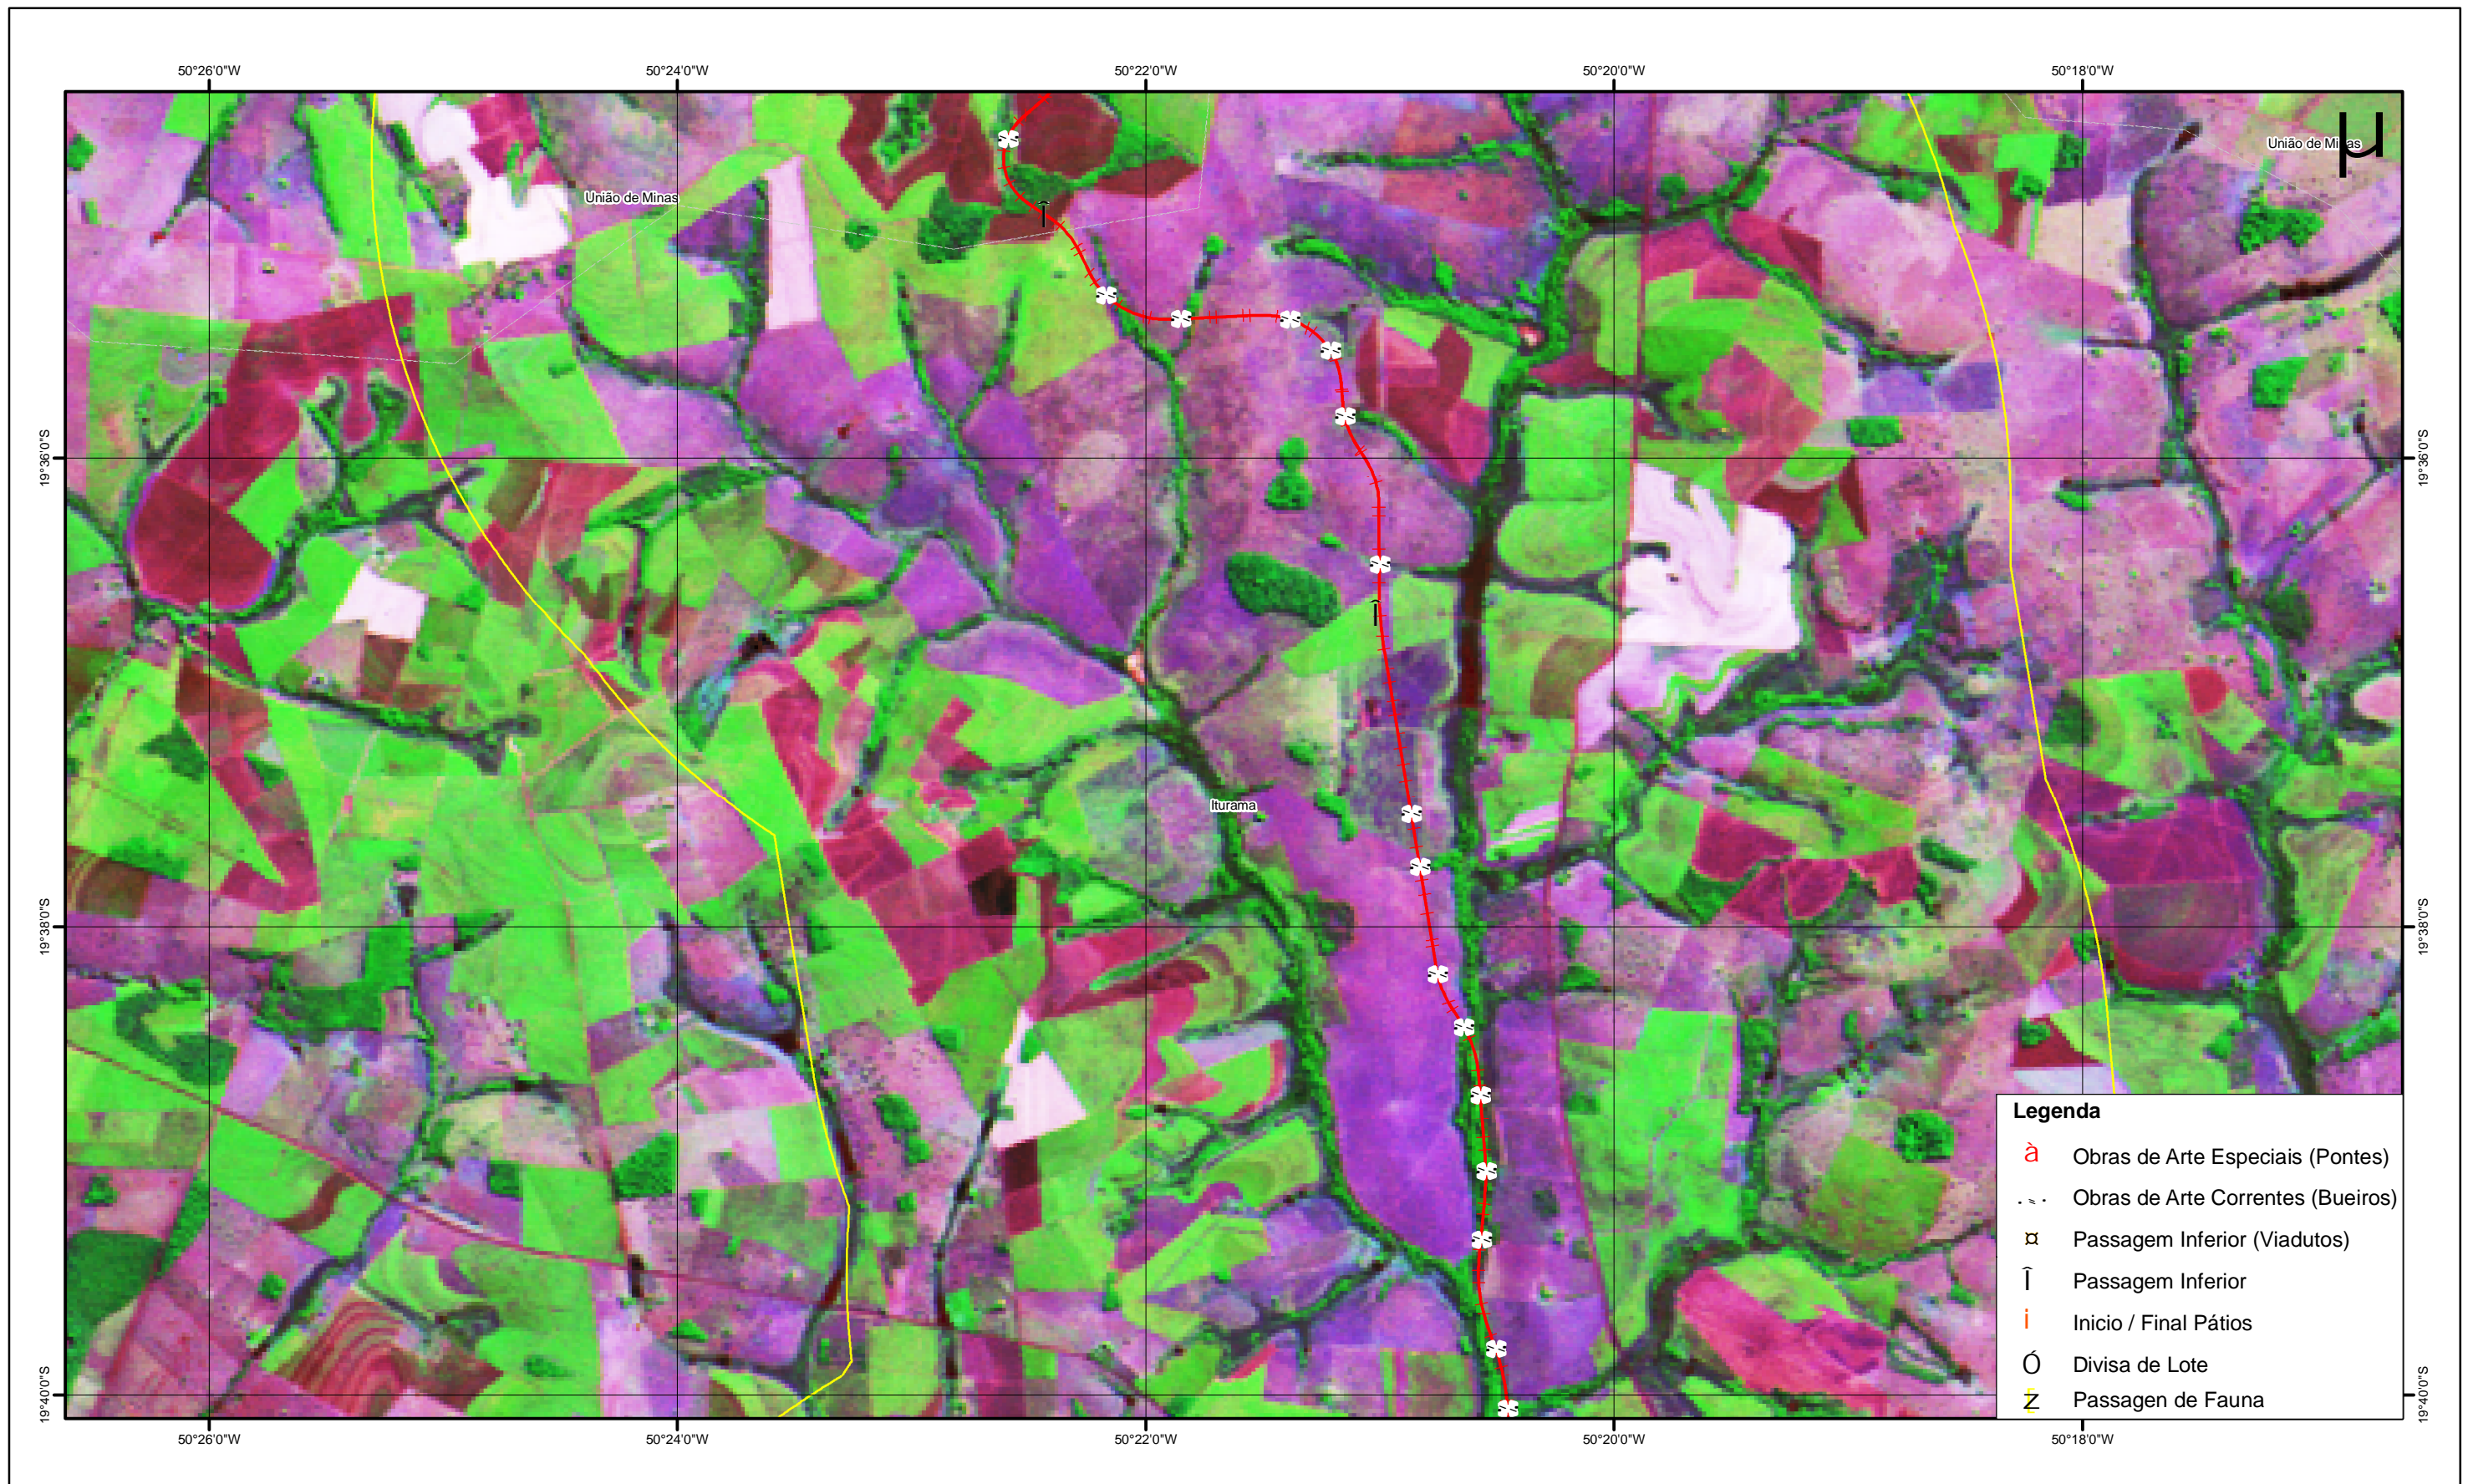 50°26'0"W
50°24'0"W
50°22'0"W
50°20'0"W
50°18'0"W
União de Minas
µ
União de Minas
19°36'0"S
19°36'0"S
Iturama
19°38'0"S
19°38'0"S
Legenda
à Obras de Arte Especiais (Pontes)
Obras de Arte Correntes (Bueiros)
¤ Passagem Inferior (Viadutos)
Î Passagem Inferior
i Inicio / Final Pátios
Ó Divisa de Lote
Z Passagen de Fauna
19°40'0"S
19°40'0"S
50°26'0"W
50°24'0"W
50°22'0"W
50°20'0"W
50°18'0"W